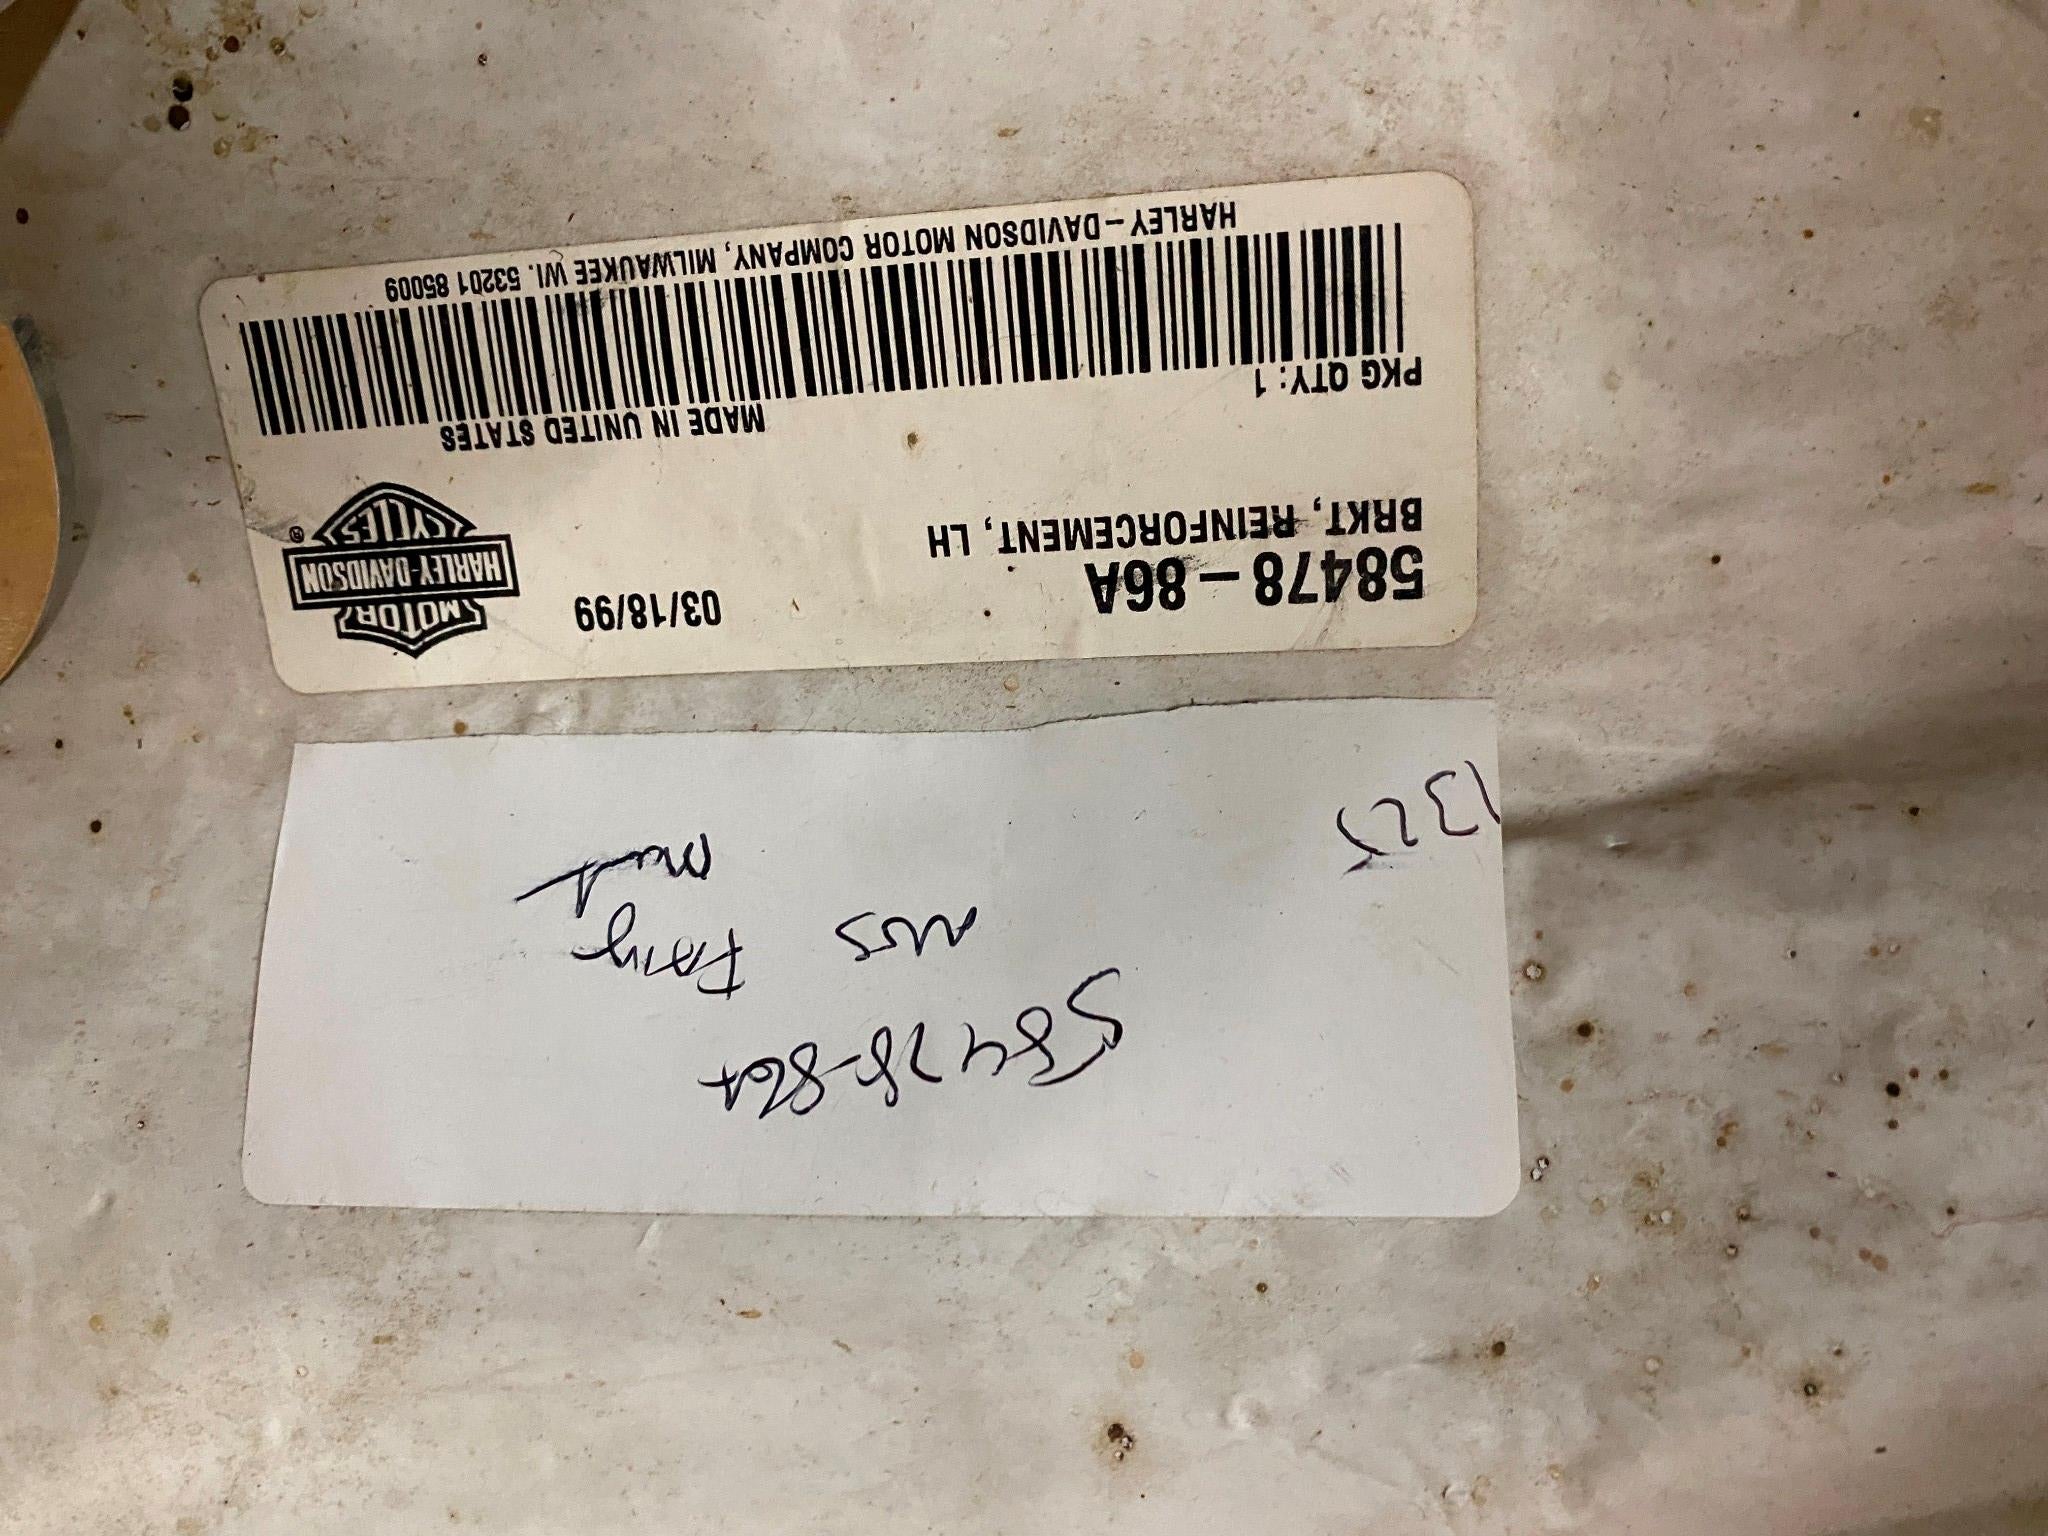 58478-86A
03/18/99
BRKT, REINFORCEMENT, LH
MOTOR
HARLEY-DAVIDSON
CYCLES
®
MADE IN UNITED STATES
PKG QTY: 1
HARLEY-DAVIDSON MOTOR COMPANY, MILWAUKEE WI. 53201 85009
58478-86A
NOS
1325